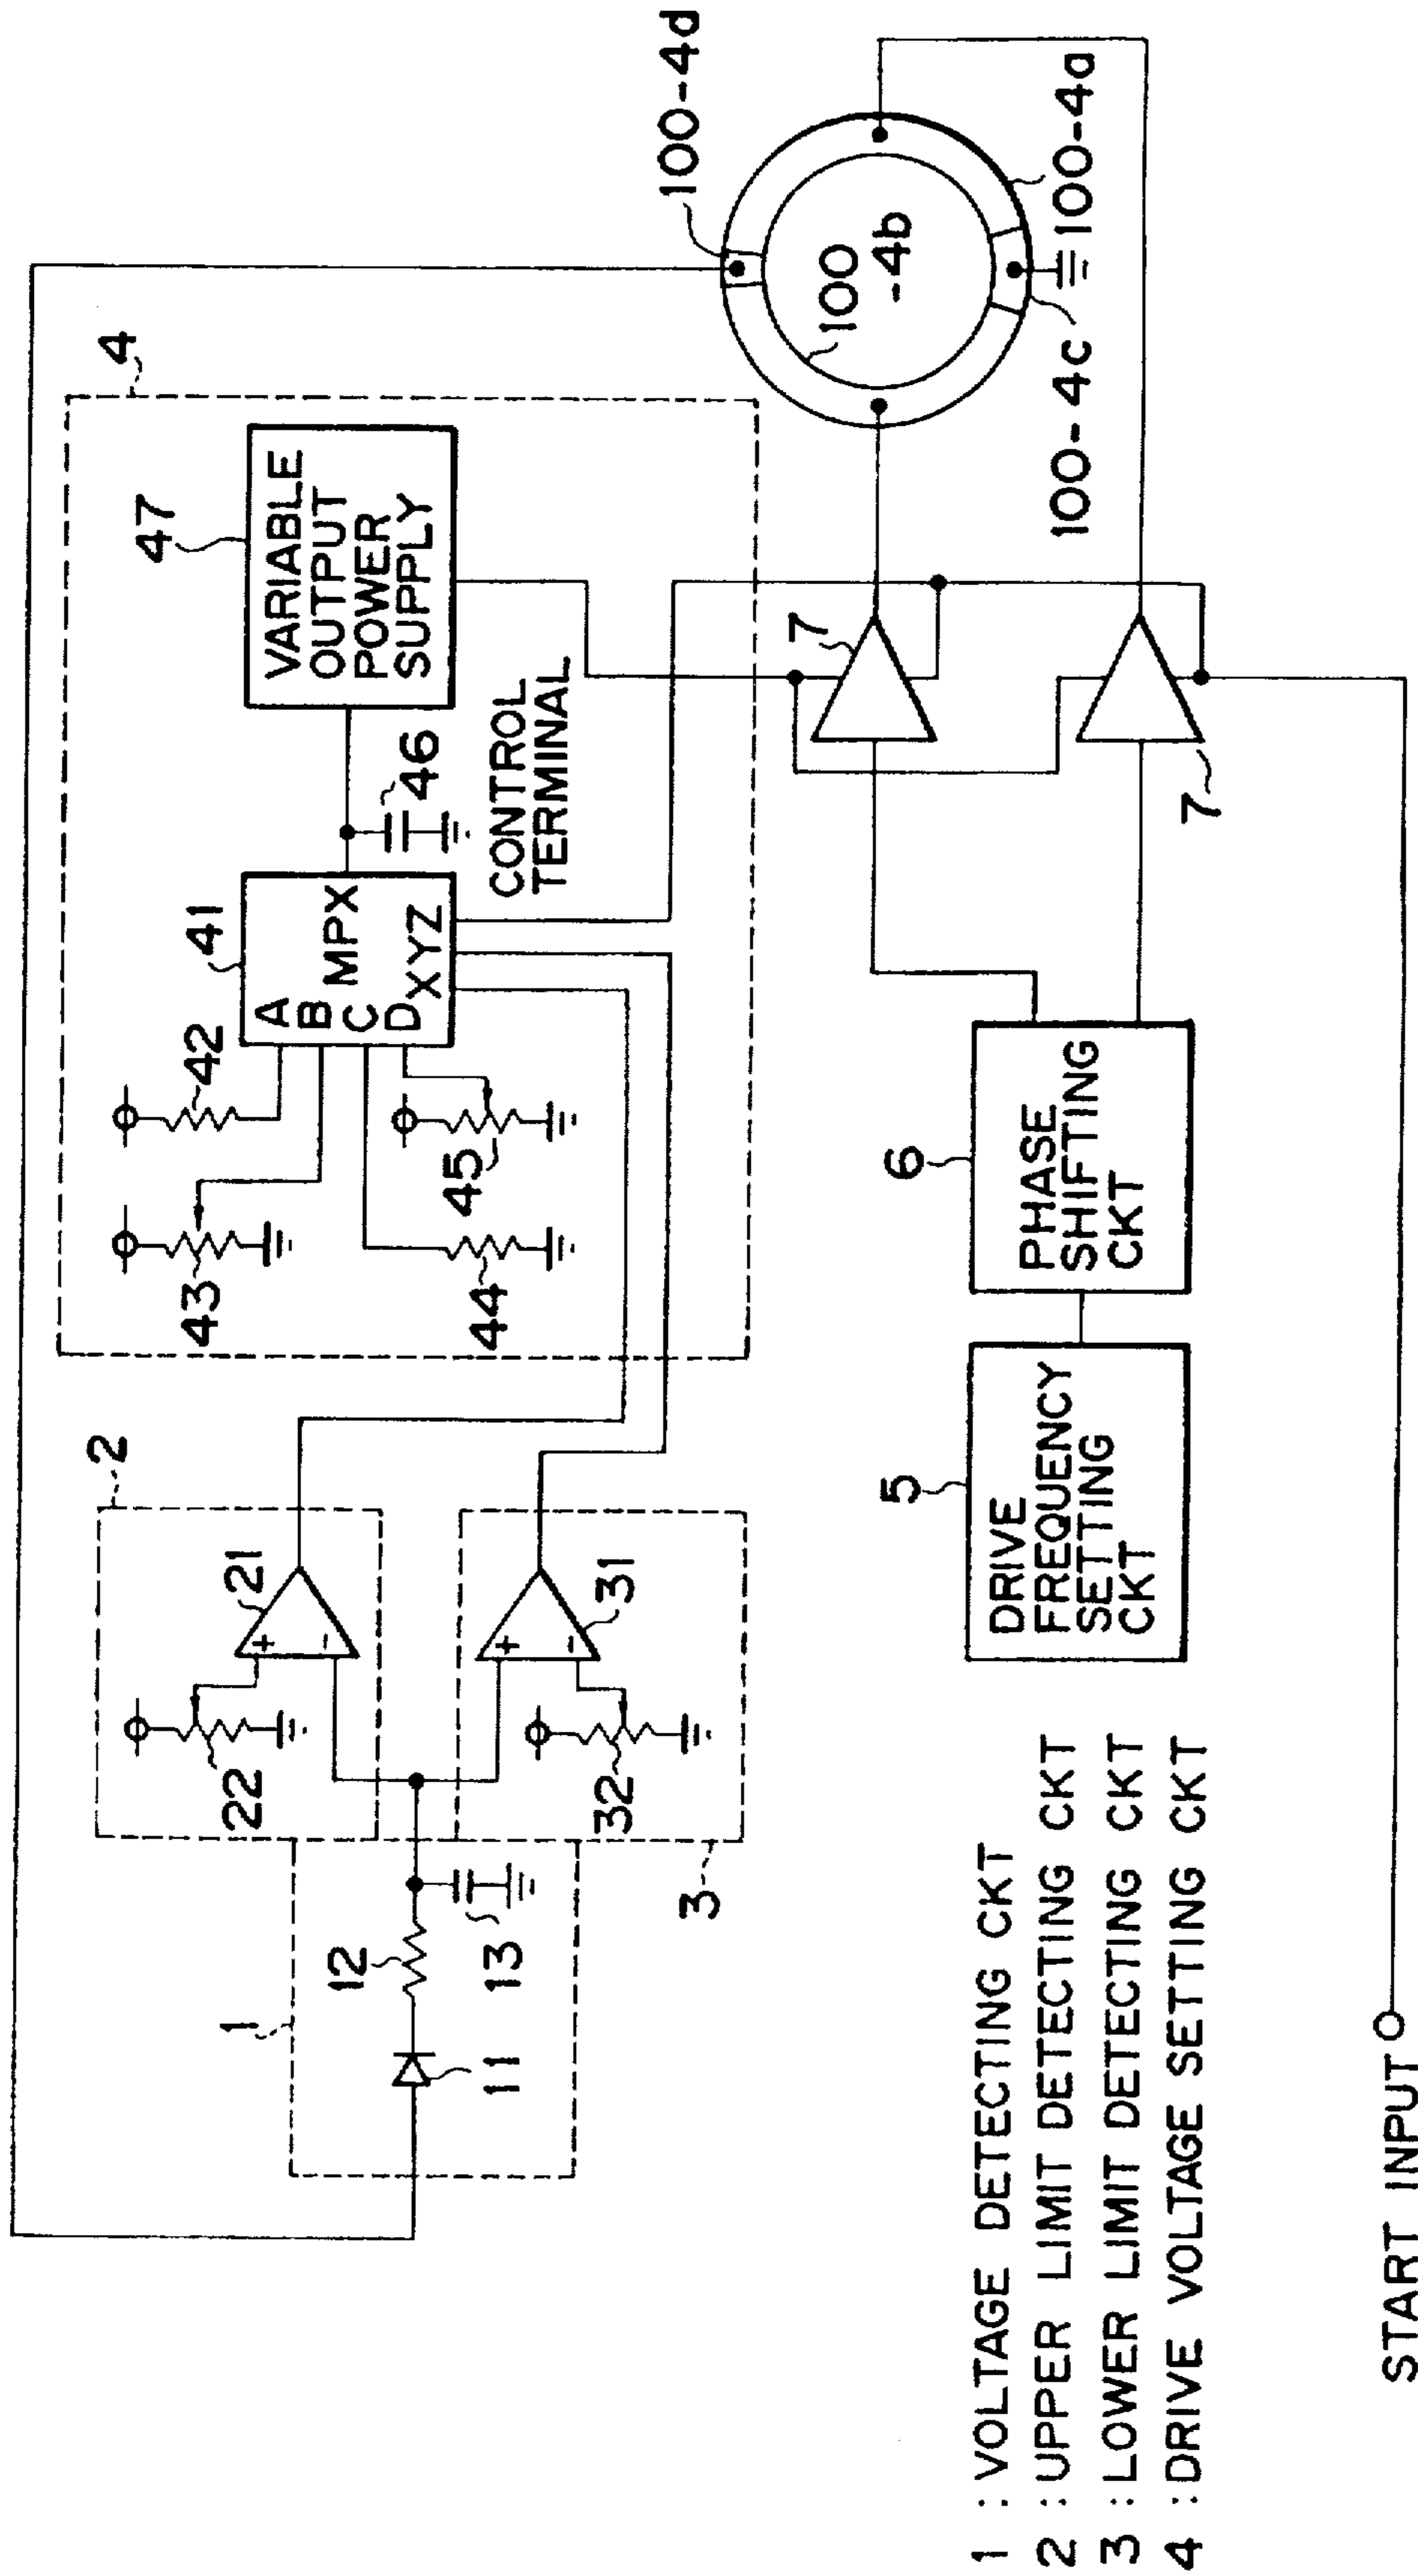 1
11
12
13
2
22
21
3
32
31
4
43
42
41
A
B
C
D
MPX
XYZ
44
45
46
47
VARIABLE
OUTPUT
POWER
SUPPLY
CONTROL
TERMINAL
5
DRIVE
FREQUENCY
SETTING
CKT
6
PHASE
SHIFTING
CKT
7
7
100-4d
100
-4b
100-4a
100-4c
1 : VOLTAGE DETECTING CKT
2 : UPPER LIMIT DETECTING CKT
3 : LOWER LIMIT DETECTING CKT
4 : DRIVE VOLTAGE SETTING CKT
START INPUT